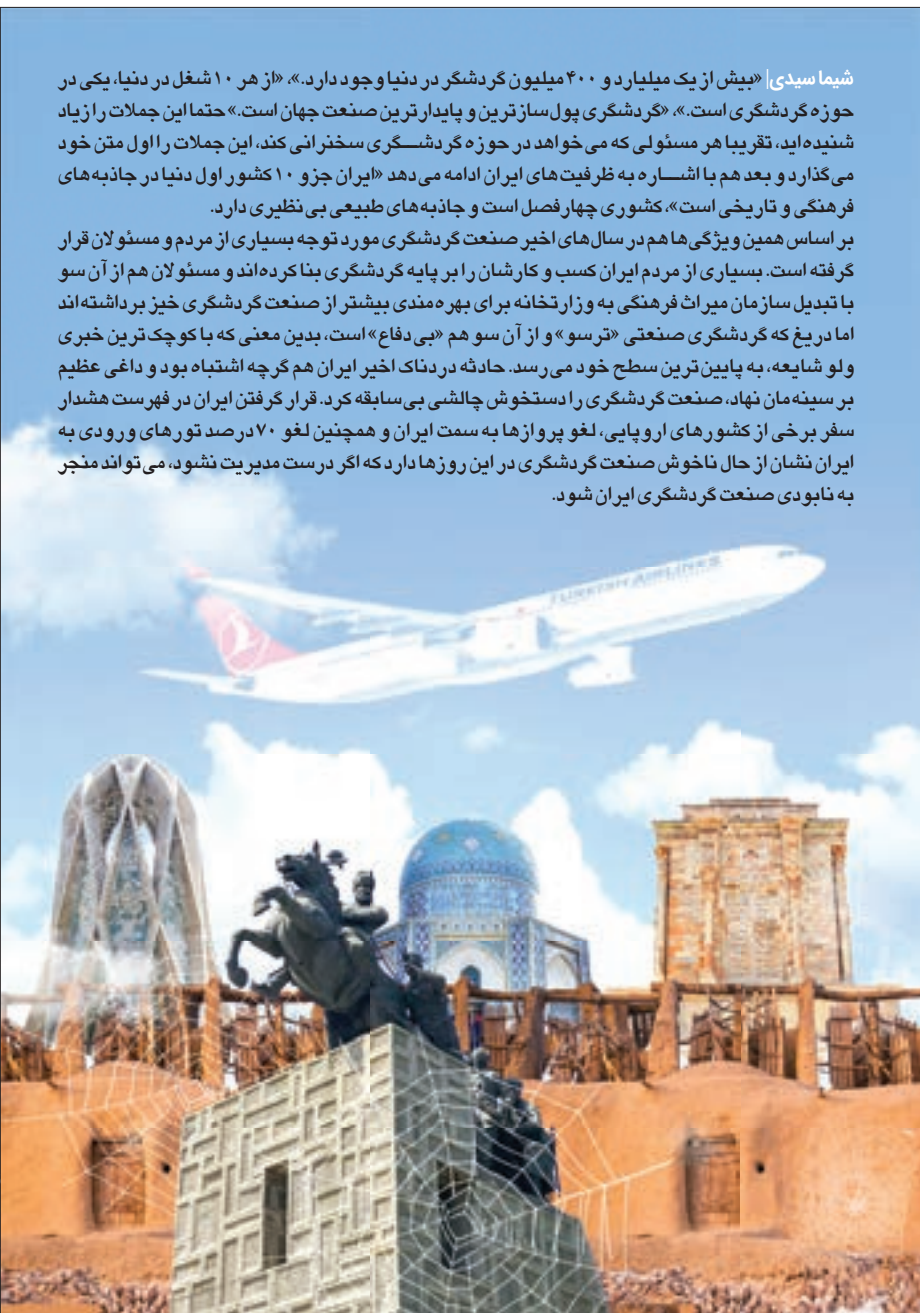 شیما سیدی| «بیش از یک میلیارد و ۴۰۰ میلیون گردشگر در دنیا وجود دارد.»، «از هر ۱۰ شغل در دنیا، یکی در
حوزه گردشگری است.»، «گردشگری پول‌سازترین و پایدارترین صنعت جهان است.» حتما این جملات را زیاد
شنیده‌اید، تقریبا هر مسئولی که می‌خواهد در حوزه گردشــگری سخنرانی کند، این جملات را اول متن خود
می‌گذارد و بعد هم با اشــاره به ظرفیت‌های ایران ادامه می‌دهد «ایران جزو ۱۰ کشور اول دنیا در جاذبه‌های
فرهنگی و تاریخی است»، کشوری چهارفصل است و جاذبه‌های طبیعی بی‌نظیری دارد.
بر اساس همین ویژگی‌ها هم در سال‌های اخیر صنعت گردشگری مورد توجه بسیاری از مردم و مسئولان قرار
گرفته است. بسیاری از مردم ایران کسب و کارشان را بر پایه گردشگری بنا کرده‌اند و مسئولان هم از آن سو
با تبدیل سازمان میراث فرهنگی به وزارتخانه برای بهره‌مندی بیشتر از صنعت گردشگری خیز برداشته‌اند
اما دریغ که گردشگری صنعتی «ترسو» و از آن سو هم «بی‌دفاع» است، بدین معنی که با کوچک‌ترین خبری
ولو شایعه، به پایین‌ترین سطح خود می‌رسد. حادثه دردناک اخیر ایران هم گرچه اشتباه بود و داغی عظیم
بر سینه‌مان نهاد، صنعت گردشگری را دستخوش چالشی بی‌سابقه کرد. قرار گرفتن ایران در فهرست هشدار
سفر برخی از کشورهای اروپایی، لغو پروازها به سمت ایران و همچنین لغو ۷۰درصد تورهای ورودی به
ایران نشان از حال ناخوش صنعت گردشگری در این روزها دارد که اگر درست مدیریت نشود، می‌تواند منجر
به نابودی صنعت گردشگری ایران شود.
TURKISH AIRLINES